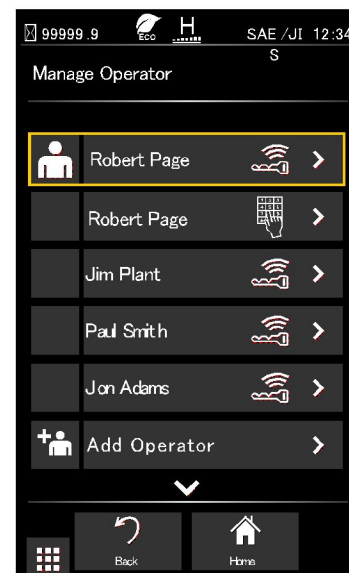 99999.9 ECO H SAE /JI 12:34
S
Manage Operator
Robert Page
Robert Page
Jim Plant
Paul Smith
Jon Adams
Add Operator
Back Home